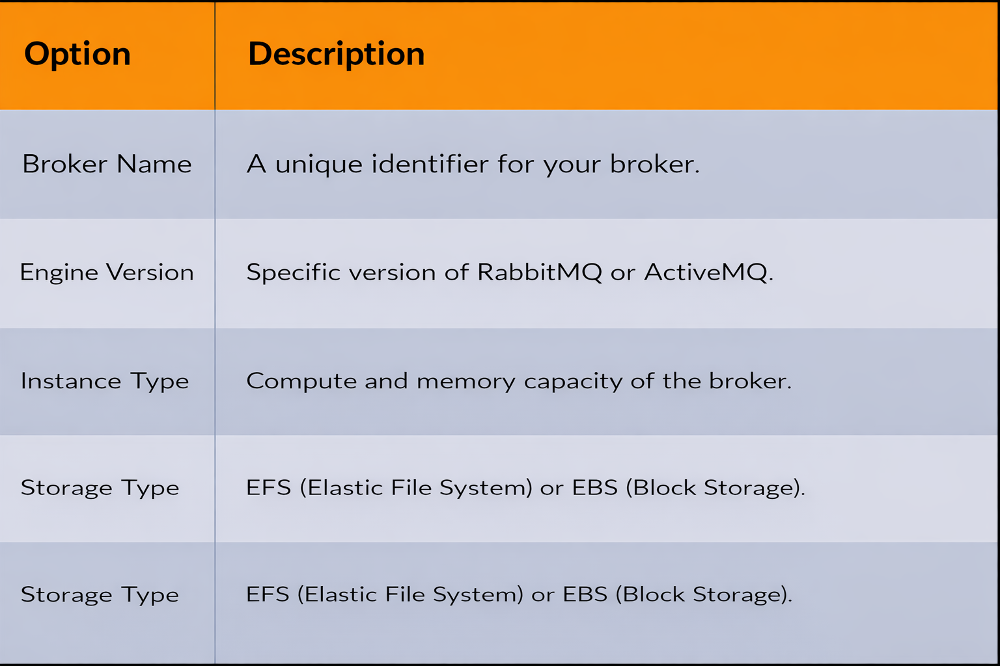 Option Description
Broker Name A unique identifier for your broker.
Engine Version Specific version of RabbitMQ or ActiveMQ.
Instance Type Compute and memory capacity of the broker.
Storage Type EFS (Elastic File System) or EBS (Block Storage).
Storage Type EFS (Elastic File System) or EBS (Block Storage).